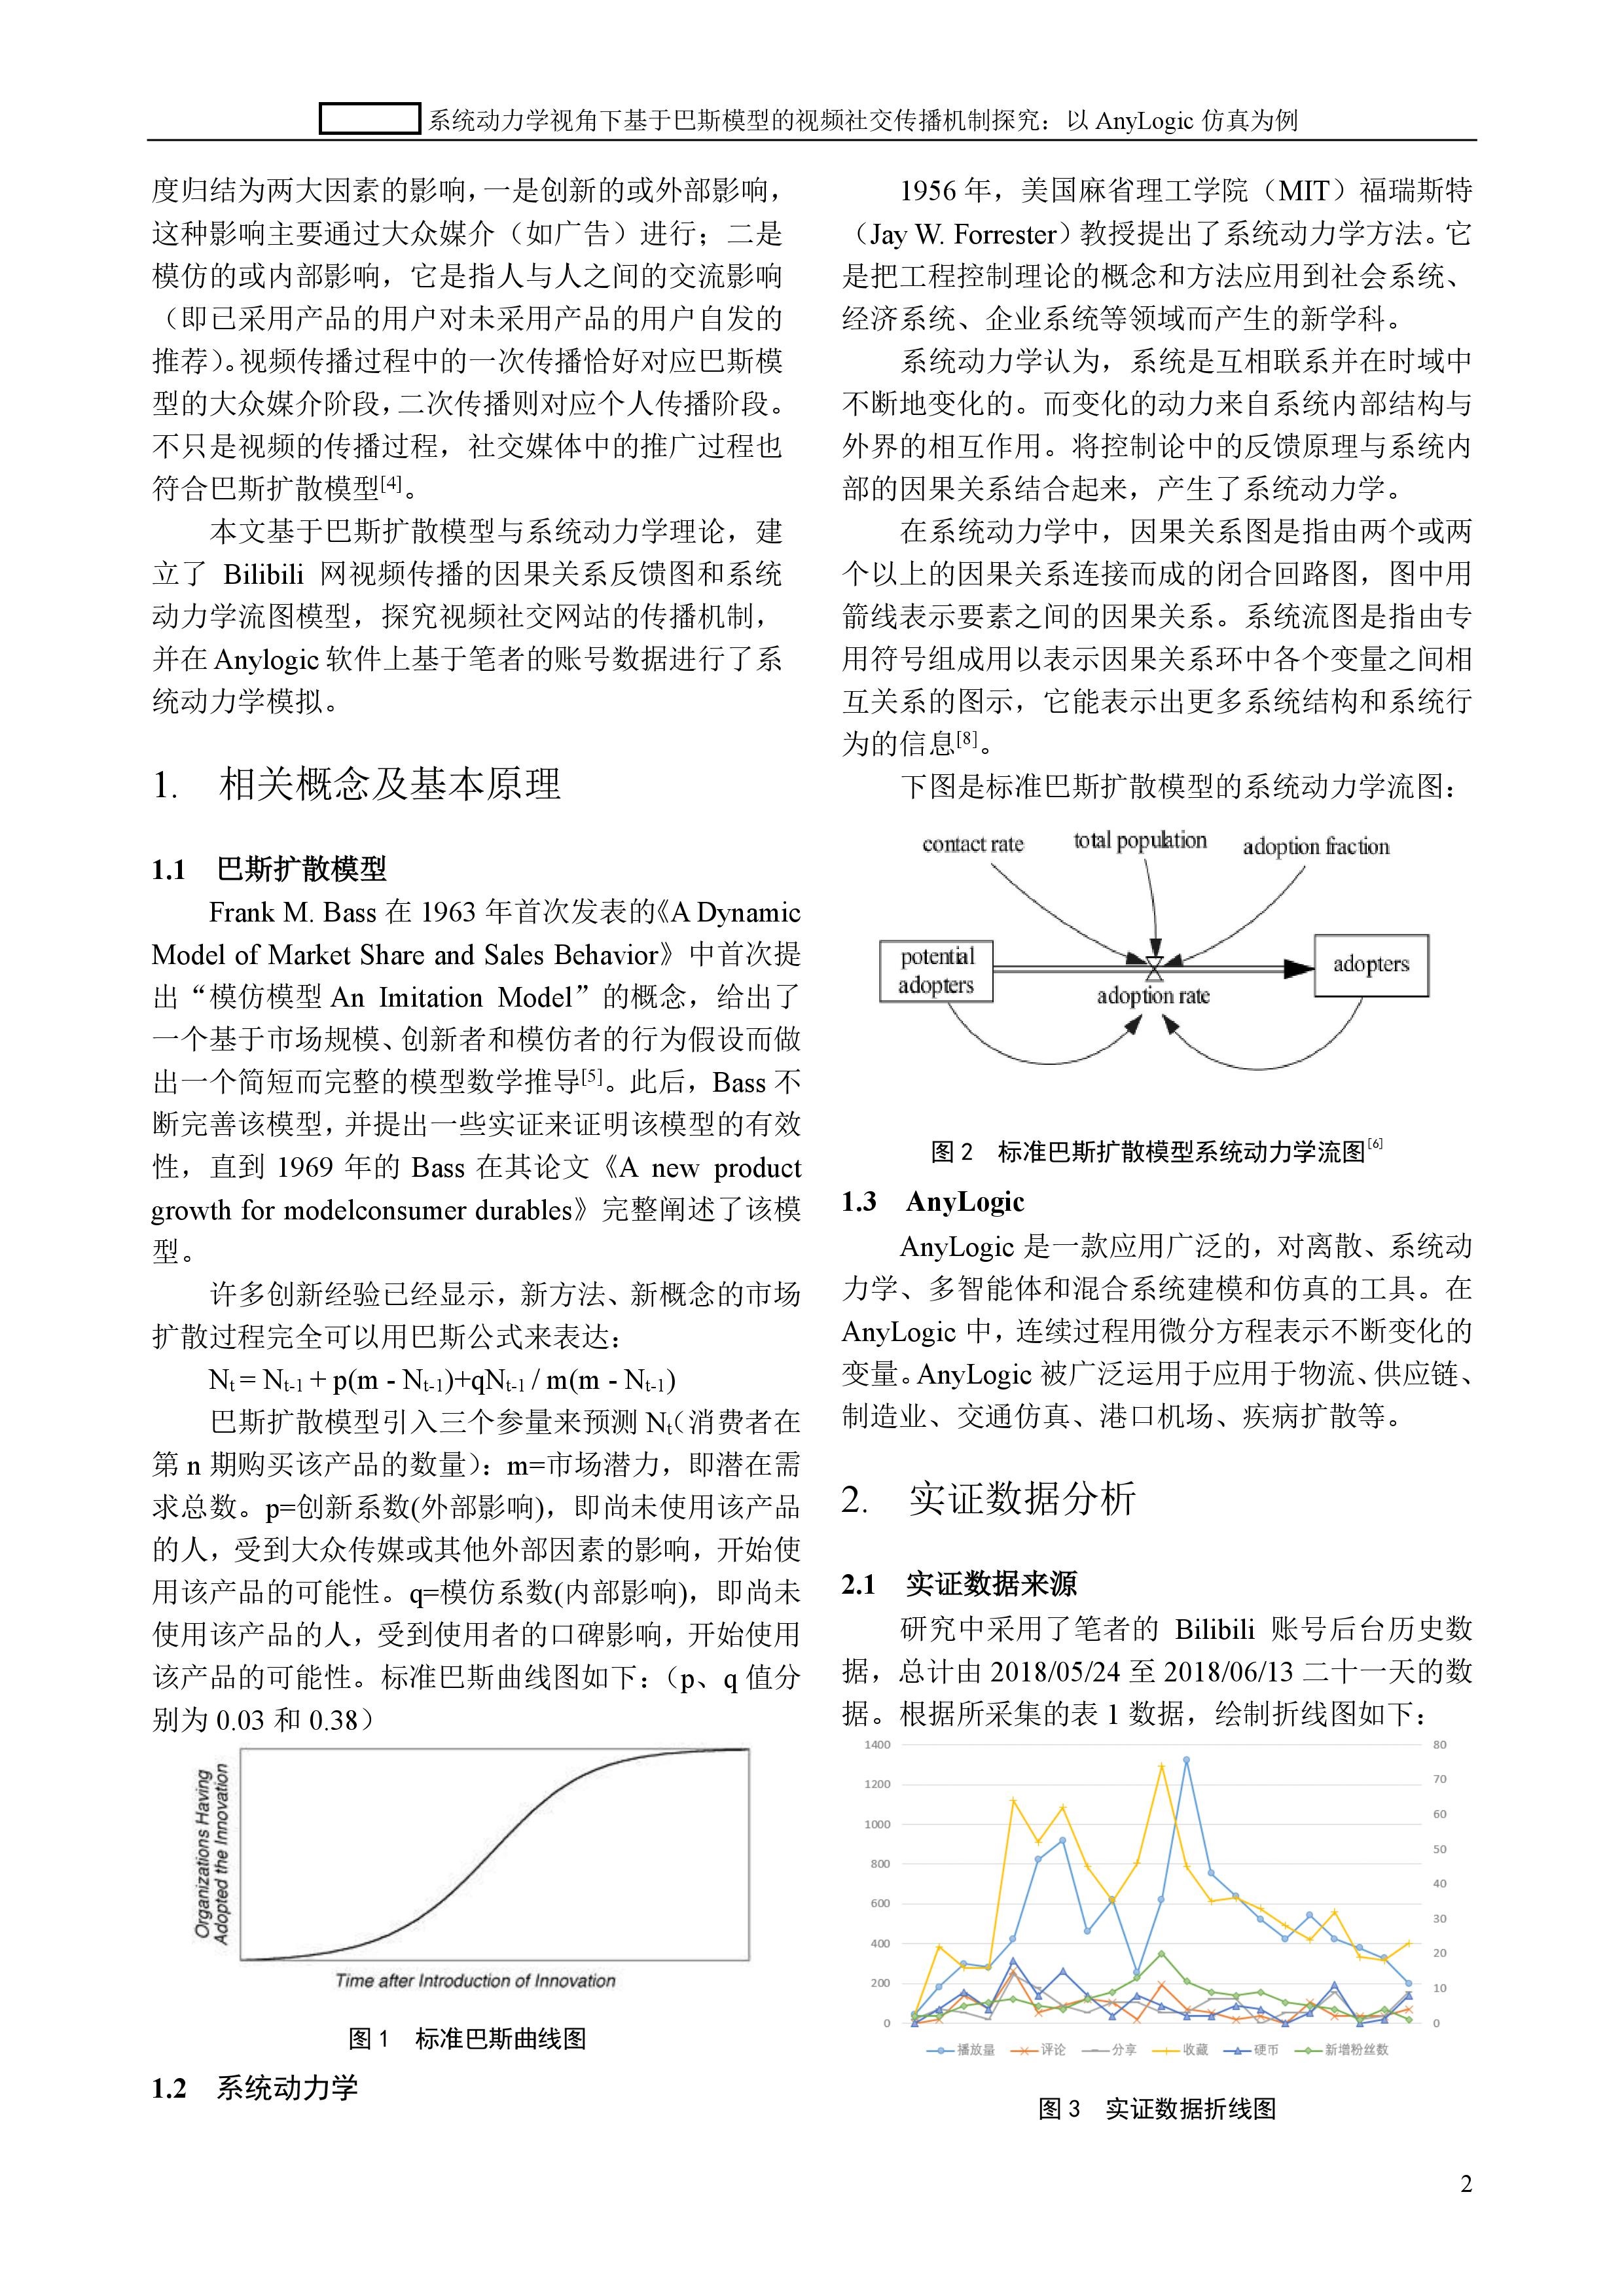 系统动力学视角下基于巴斯模型的视频社交传播机制探究：以 AnyLogic 仿真为例
度归结为两大因素的影响，一是创新的或外部影响，
这种影响主要通过大众媒介（如广告）进行；二是
模仿的或内部影响，它是指人与人之间的交流影响
（即已采用产品的用户对未采用产品的用户自发的
推荐）。视频传播过程中的一次传播恰好对应巴斯模
型的大众媒介阶段，二次传播则对应个人传播阶段。
不只是视频的传播过程，社交媒体中的推广过程也
符合巴斯扩散模型[4]。
本文基于巴斯扩散模型与系统动力学理论，建
立了 Bilibili 网视频传播的因果关系反馈图和系统
动力学流图模型，探究视频社交网站的传播机制，
并在 Anylogic 软件上基于笔者的账号数据进行了系
统动力学模拟。
1. 相关概念及基本原理
1.1 巴斯扩散模型
Frank M. Bass 在 1963 年首次发表的《A Dynamic
Model of Market Share and Sales Behavior》中首次提
出“模仿模型 An Imitation Model”的概念，给出了
一个基于市场规模、创新者和模仿者的行为假设而做
出一个简短而完整的模型数学推导[5]。此后，Bass 不
断完善该模型，并提出一些实证来证明该模型的有效
性，直到 1969 年的 Bass 在其论文《A new product
growth for modelconsumer durables》完整阐述了该模
型。
许多创新经验已经显示，新方法、新概念的市场
扩散过程完全可以用巴斯公式来表达：
Nt = Nt-1 + p(m - Nt-1)+qNt-1 / m(m - Nt-1)
巴斯扩散模型引入三个参量来预测 Nt（消费者在
第 n 期购买该产品的数量）：m=市场潜力，即潜在需
求总数。p=创新系数(外部影响)，即尚未使用该产品
的人，受到大众传媒或其他外部因素的影响，开始使
用该产品的可能性。q=模仿系数(内部影响)，即尚未
使用该产品的人，受到使用者的口碑影响，开始使用
该产品的可能性。标准巴斯曲线图如下：（p、q 值分
别为 0.03 和 0.38）
Organizations Having
Adopted the Innovation
Time after Introduction of Innovation
图 1 标准巴斯曲线图
1.2 系统动力学
1956 年，美国麻省理工学院（MIT）福瑞斯特
（Jay W. Forrester）教授提出了系统动力学方法。它
是把工程控制理论的概念和方法应用到社会系统、
经济系统、企业系统等领域而产生的新学科。
系统动力学认为，系统是互相联系并在时域中
不断地变化的。而变化的动力来自系统内部结构与
外界的相互作用。将控制论中的反馈原理与系统内
部的因果关系结合起来，产生了系统动力学。
在系统动力学中，因果关系图是指由两个或两
个以上的因果关系连接而成的闭合回路图，图中用
箭线表示要素之间的因果关系。系统流图是指由专
用符号组成用以表示因果关系环中各个变量之间相
互关系的图示，它能表示出更多系统结构和系统行
为的信息[8]。
下图是标准巴斯扩散模型的系统动力学流图：
contact rate total population adoption fraction
potential
adopters
adopters
adoption rate
图 2 标准巴斯扩散模型系统动力学流图[6]
1.3 AnyLogic
AnyLogic 是一款应用广泛的，对离散、系统动
力学、多智能体和混合系统建模和仿真的工具。在
AnyLogic 中，连续过程用微分方程表示不断变化的
变量。AnyLogic 被广泛运用于应用于物流、供应链、
制造业、交通仿真、港口机场、疾病扩散等。
2. 实证数据分析
2.1 实证数据来源
研究中采用了笔者的 Bilibili 账号后台历史数
据，总计由 2018/05/24 至 2018/06/13 二十一天的数
据。根据所采集的表 1 数据，绘制折线图如下：
1400
1200
1000
800
600
400
200
0
80
70
60
50
40
30
20
10
0
播放量 评论 分享 收藏 硬币 新增粉丝数
图 3 实证数据折线图
2